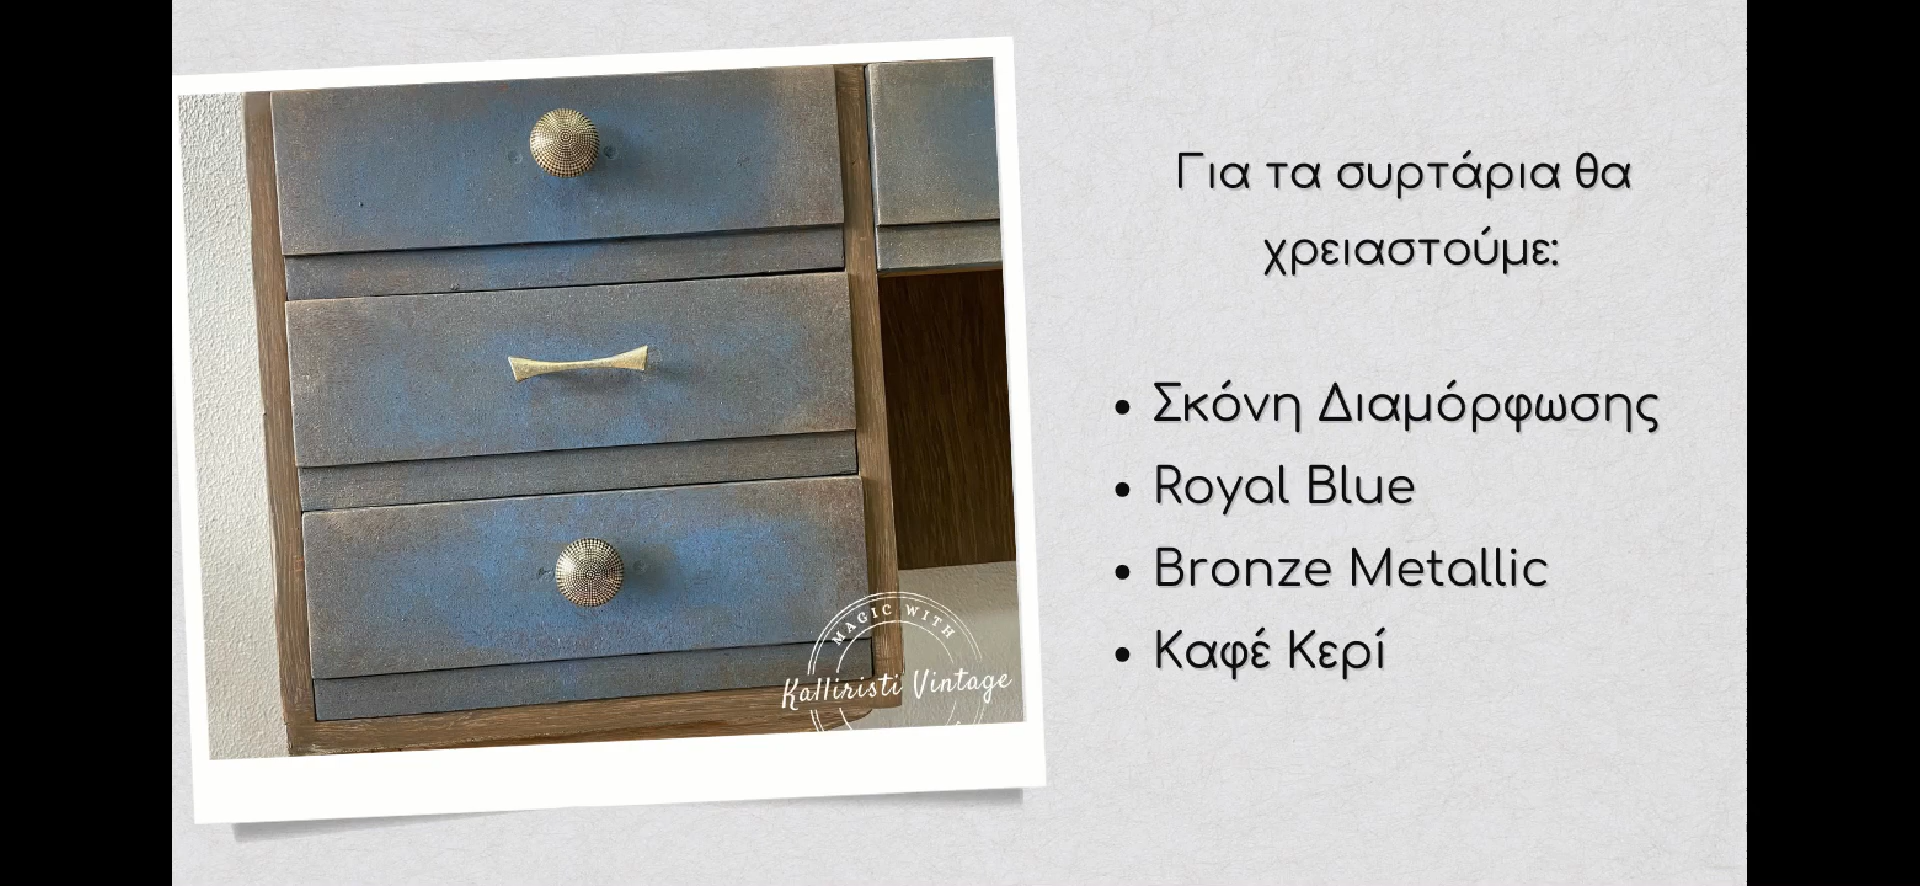 Για τα συρτάρια θα
χρειαστούμε:
• Σκόνη Διαμόρφωσης
• Royal Blue
• Bronze Metallic
• Καφέ Κερί
MAGIC WITH
Kalliristi Vintage